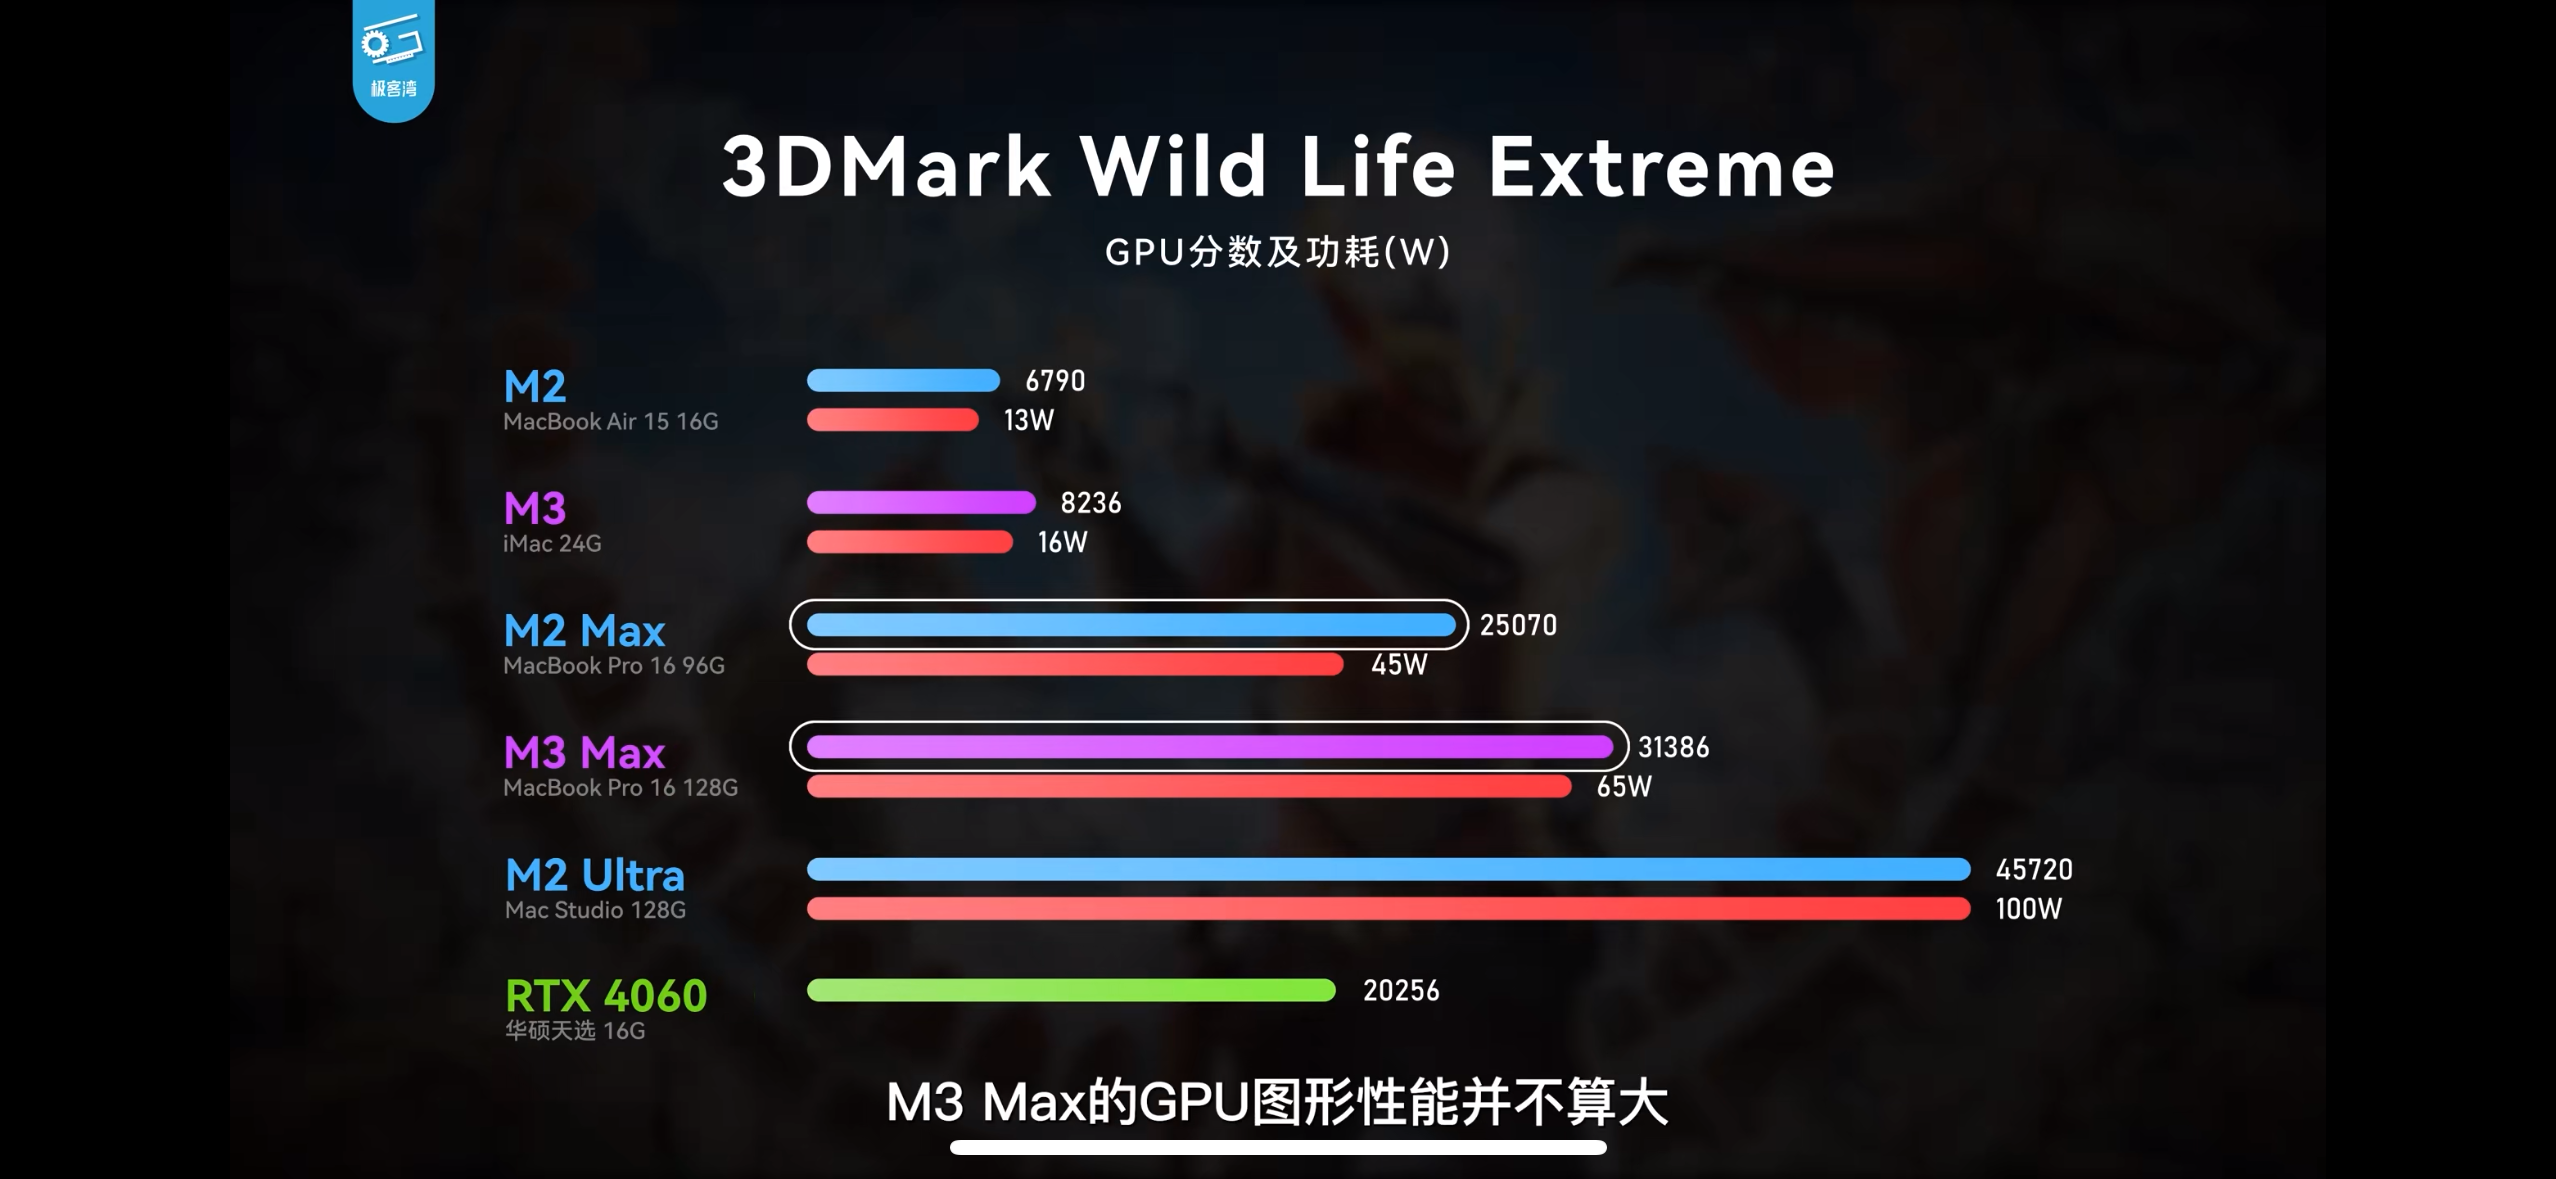 极客湾
3DMark Wild Life Extreme
GPU分数及功耗(W)
M2
MacBook Air 15 16G
6790
13W
M3
iMac 24G
8236
16W
M2 Max
MacBook Pro 16 96G
25070
45W
M3 Max
MacBook Pro 16 128G
31386
65W
M2 Ultra
Mac Studio 128G
45720
100W
RTX 4060
华硕天选 16G
20256
M3 Max的GPU图形性能并不算大